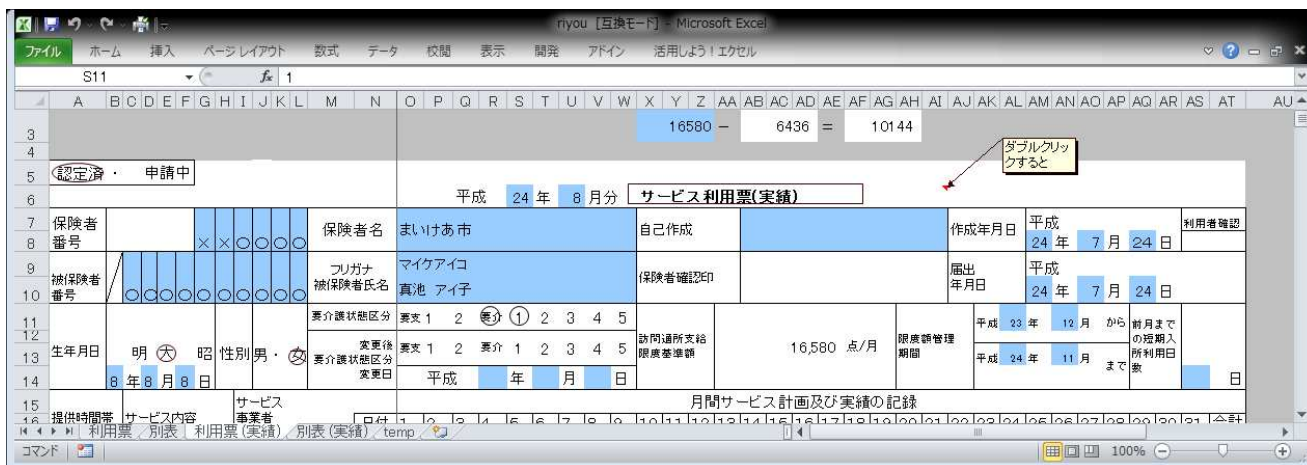 riyou [互換モード] - Microsoft Excel
ファイル ホーム 挿入 ページ レイアウト 数式 データ 校閲 表示 開発 アドイン 活用しよう！エクセル
S11 fx 1
A B C D E F G H I J K L M N O P Q R S T U V W X Y Z AA AB AC AD AE AF AG AH AI AJ AK AL AM AN AO AP AQ AR AS AT AU
3 16580 − 6436 = 10144
4 ダブルクリッ
クすると
5 認定済・ 申請中
6 平成 24 年 8 月分 サービス利用票(実績)
7 保険者 保険者名 まいけあ市 自己作成 作成年月日 平成 利用者確認
8 番号 ××〇〇〇〇 24 年 7 月 24 日
9 被保険者 フリガナ マイケアイコ 保険者確認印 届出 平成
10 番号 〇〇〇〇〇〇〇〇〇〇 被保険者氏名 真池 アイ子 年月日 24 年 7 月 24 日
11 要介護状態区分 要支 1 2 要介 1 2 3 4 5 訪問通所支給 限度額管理 平成 23 年 12 月 から 前月まで
12 変更後 限度基準額 16,580 点/月 期間 の短期入
13 生年月日 明 大 昭 性別 男・女 要介護状態区分 要支 1 2 要介 1 2 3 4 5 平成 24 年 11 月 まで 所利用日
14 8 年 8 月 8 日 変更日 平成 年 月 日 数 日
15 サービス 月間サービス計画及び実績の記録
16 提供時間帯 サービス内容 事業者 日付 1 2 3 4 5 6 7 8 9 10 11 12 13 14 15 16 17 18 19 20 21 22 23 24 25 26 27 28 29 30 31 合計
利用票 別表 利用票(実績) 別表(実績) temp
コマンド 100%